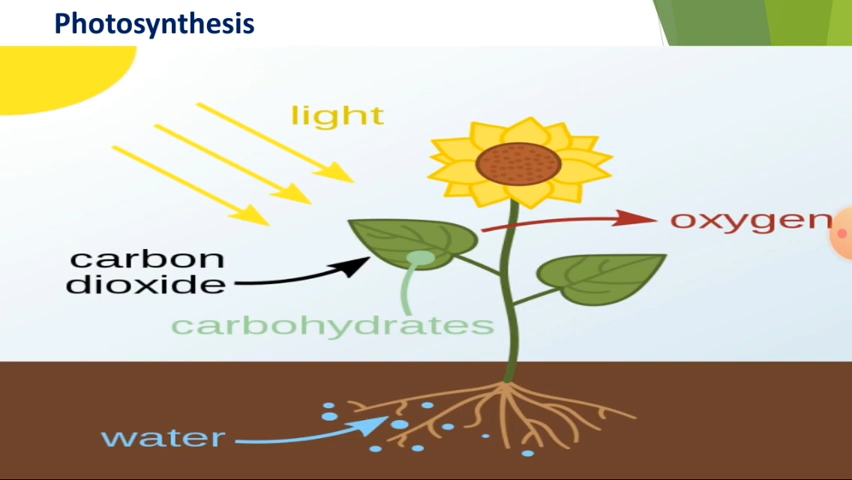 Photosynthesis
light
oxygen
carbon
dioxide
carbohydrates
water